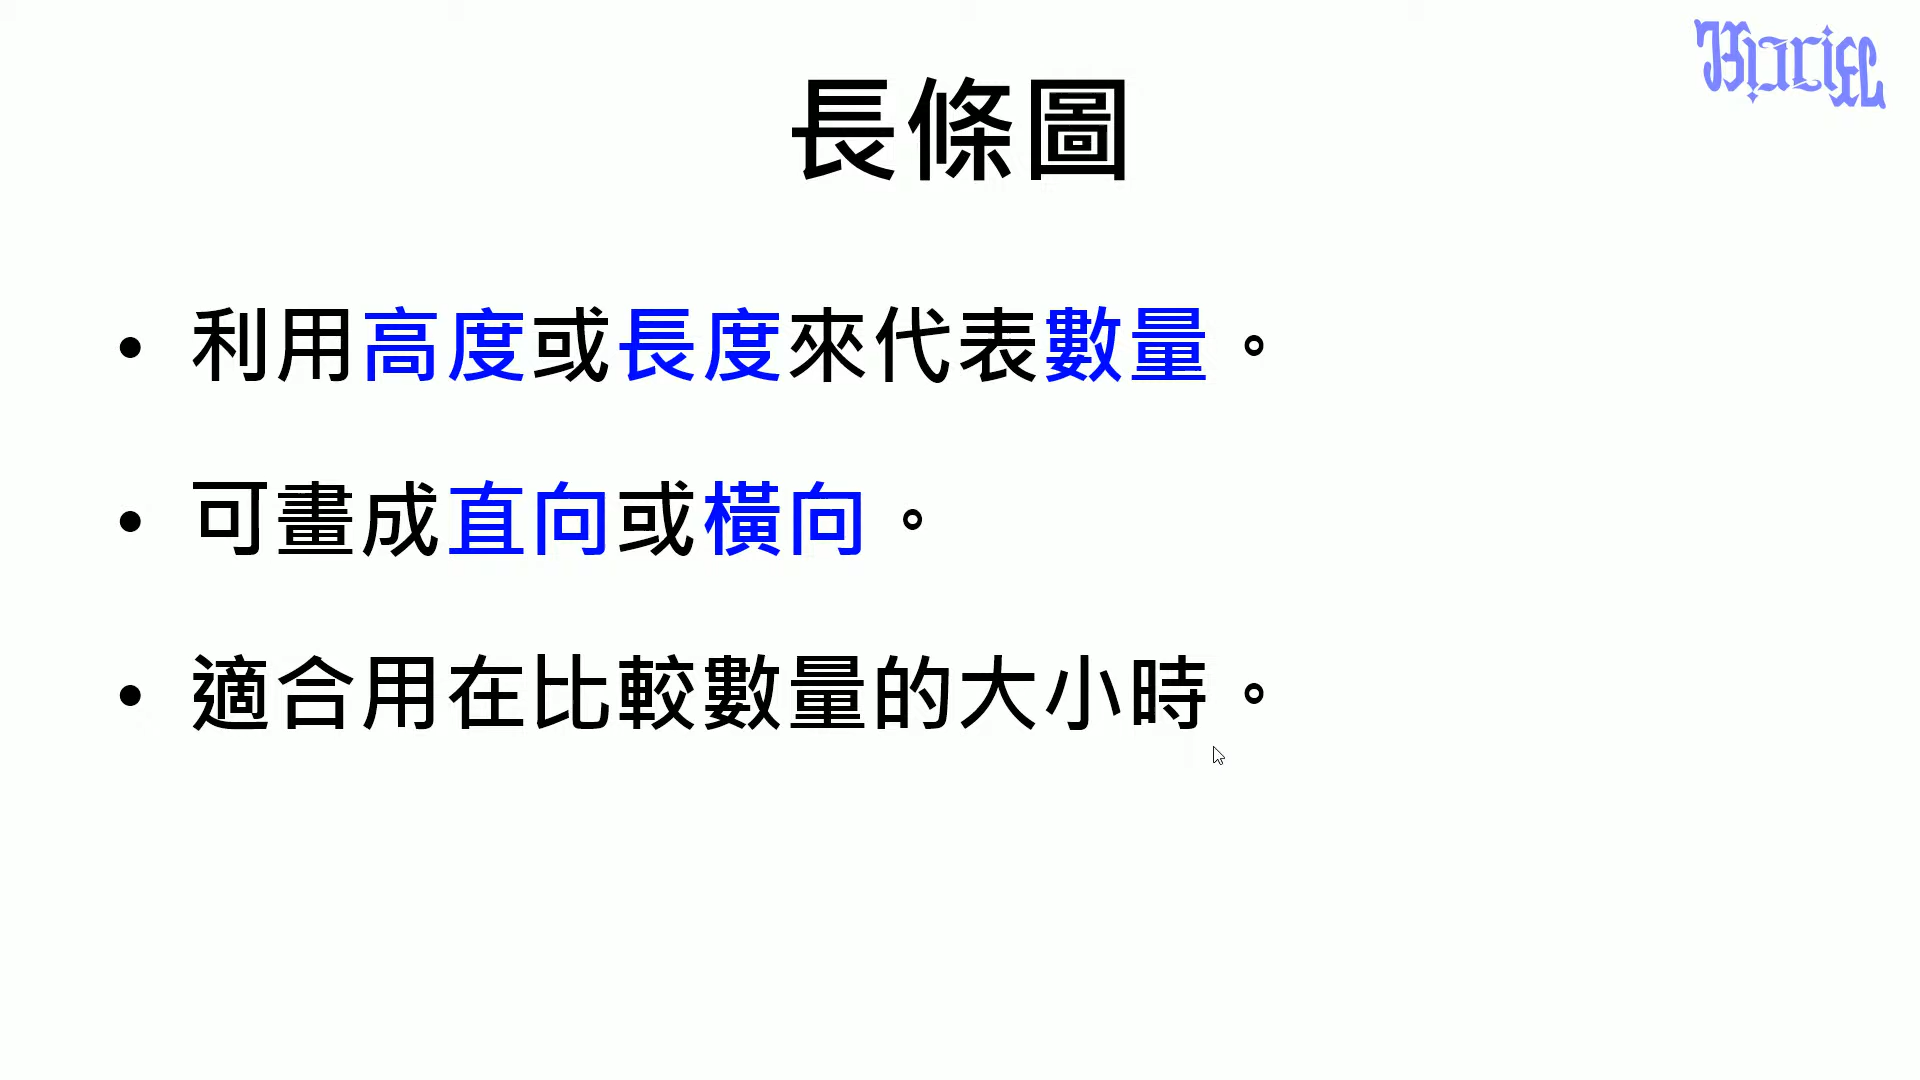 長條圖
• 利用高度或長度來代表數量。
• 可畫成直向或橫向。
• 適合用在比較數量的大小時。